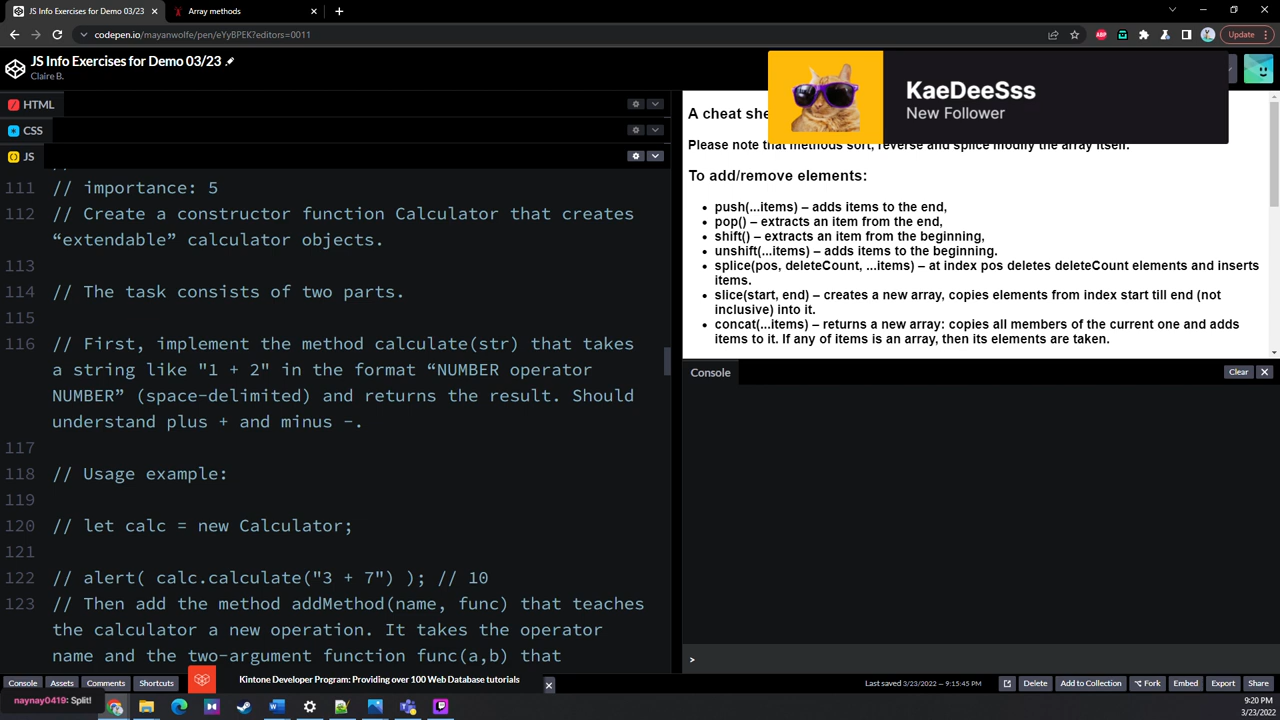 JS Info Exercises for Demo 03/23
Array methods
codepen.io/mayanwolfe/pen/eYyBPEK?editors=0011
ABP
Update
JS Info Exercises for Demo 03/23
Claire B.
KaeDeeSss
New Follower
HTML
CSS
JS
111 // importance: 5
112 // Create a constructor function Calculator that creates
“extendable” calculator objects.
113
114 // The task consists of two parts.
115
116 // First, implement the method calculate(str) that takes
a string like "1 + 2" in the format “NUMBER operator
NUMBER” (space-delimited) and returns the result. Should
understand plus + and minus -.
117
118 // Usage example:
119
120 // let calc = new Calculator;
121
122 // alert( calc.calculate("3 + 7") ); // 10
123 // Then add the method addMethod(name, func) that teaches
the calculator a new operation. It takes the operator
name and the two-argument function func(a,b) that
A cheat she
Please note that methods sort, reverse and splice modify the array itself.
To add/remove elements:
push(...items) – adds items to the end,
pop() – extracts an item from the end,
shift() – extracts an item from the beginning,
unshift(...items) – adds items to the beginning.
splice(pos, deleteCount, ...items) – at index pos deletes deleteCount elements and inserts
items.
slice(start, end) – creates a new array, copies elements from index start till end (not
inclusive) into it.
concat(...items) – returns a new array: copies all members of the current one and adds
items to it. If any of items is an array, then its elements are taken.
Console
Clear
>
Console Assets Comments Shortcuts
Kintone Developer Program: Providing over 100 Web Database tutorials
Last saved 3/23/2022 — 9:15:45 PM
Delete Add to Collection Fork Embed Export Share
naynay0419: Split!
9:20 PM
3/23/2022